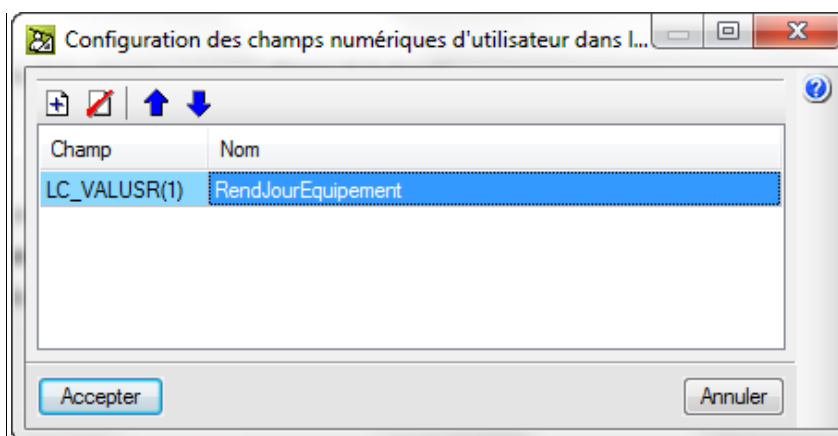 Configuration des champs numériques d'utilisateur dans l...
Champ Nom
LC_VALUSR(1) RendJourEquipement
Accepter Annuler